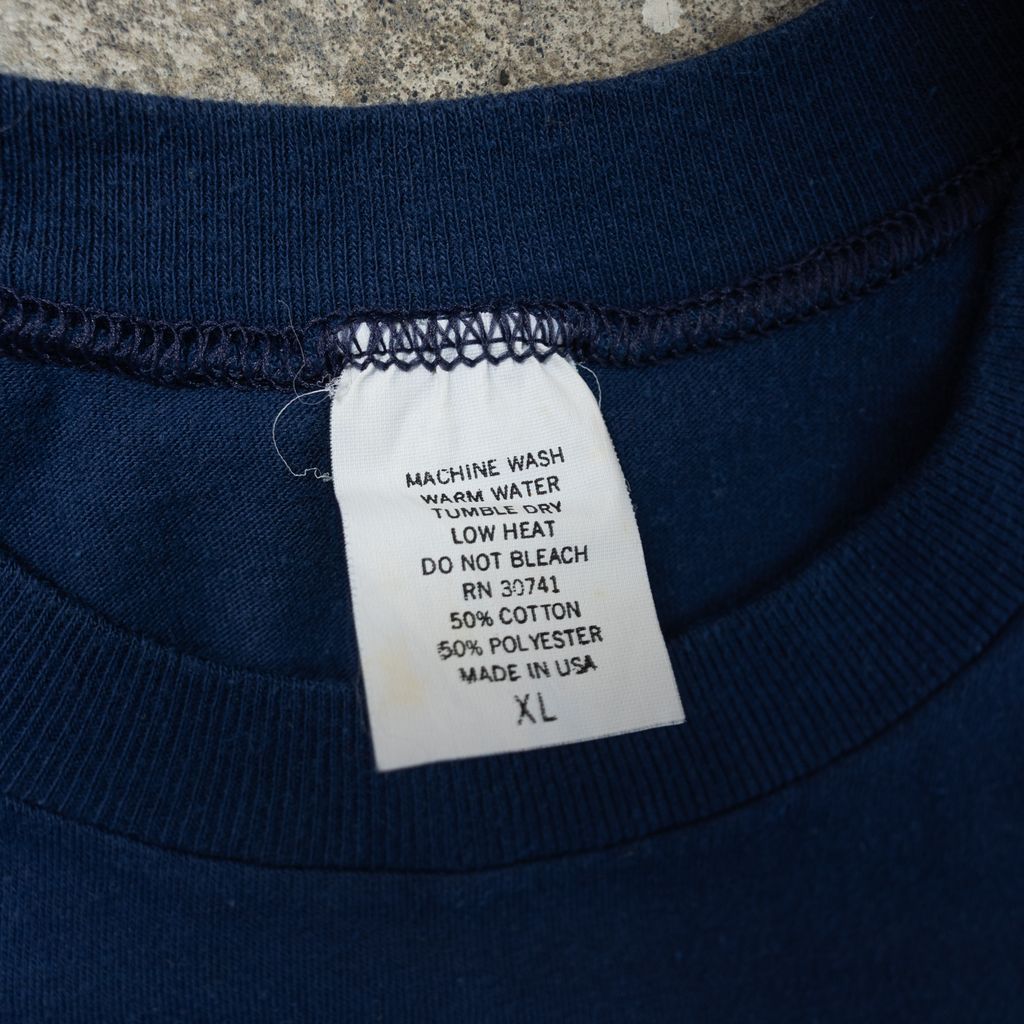 MACHINE WASH
WARM WATER
TUMBLE DRY
LOW HEAT
DO NOT BLEACH
RN 30741
50% COTTON
50% POLYESTER
MADE IN USA
XL